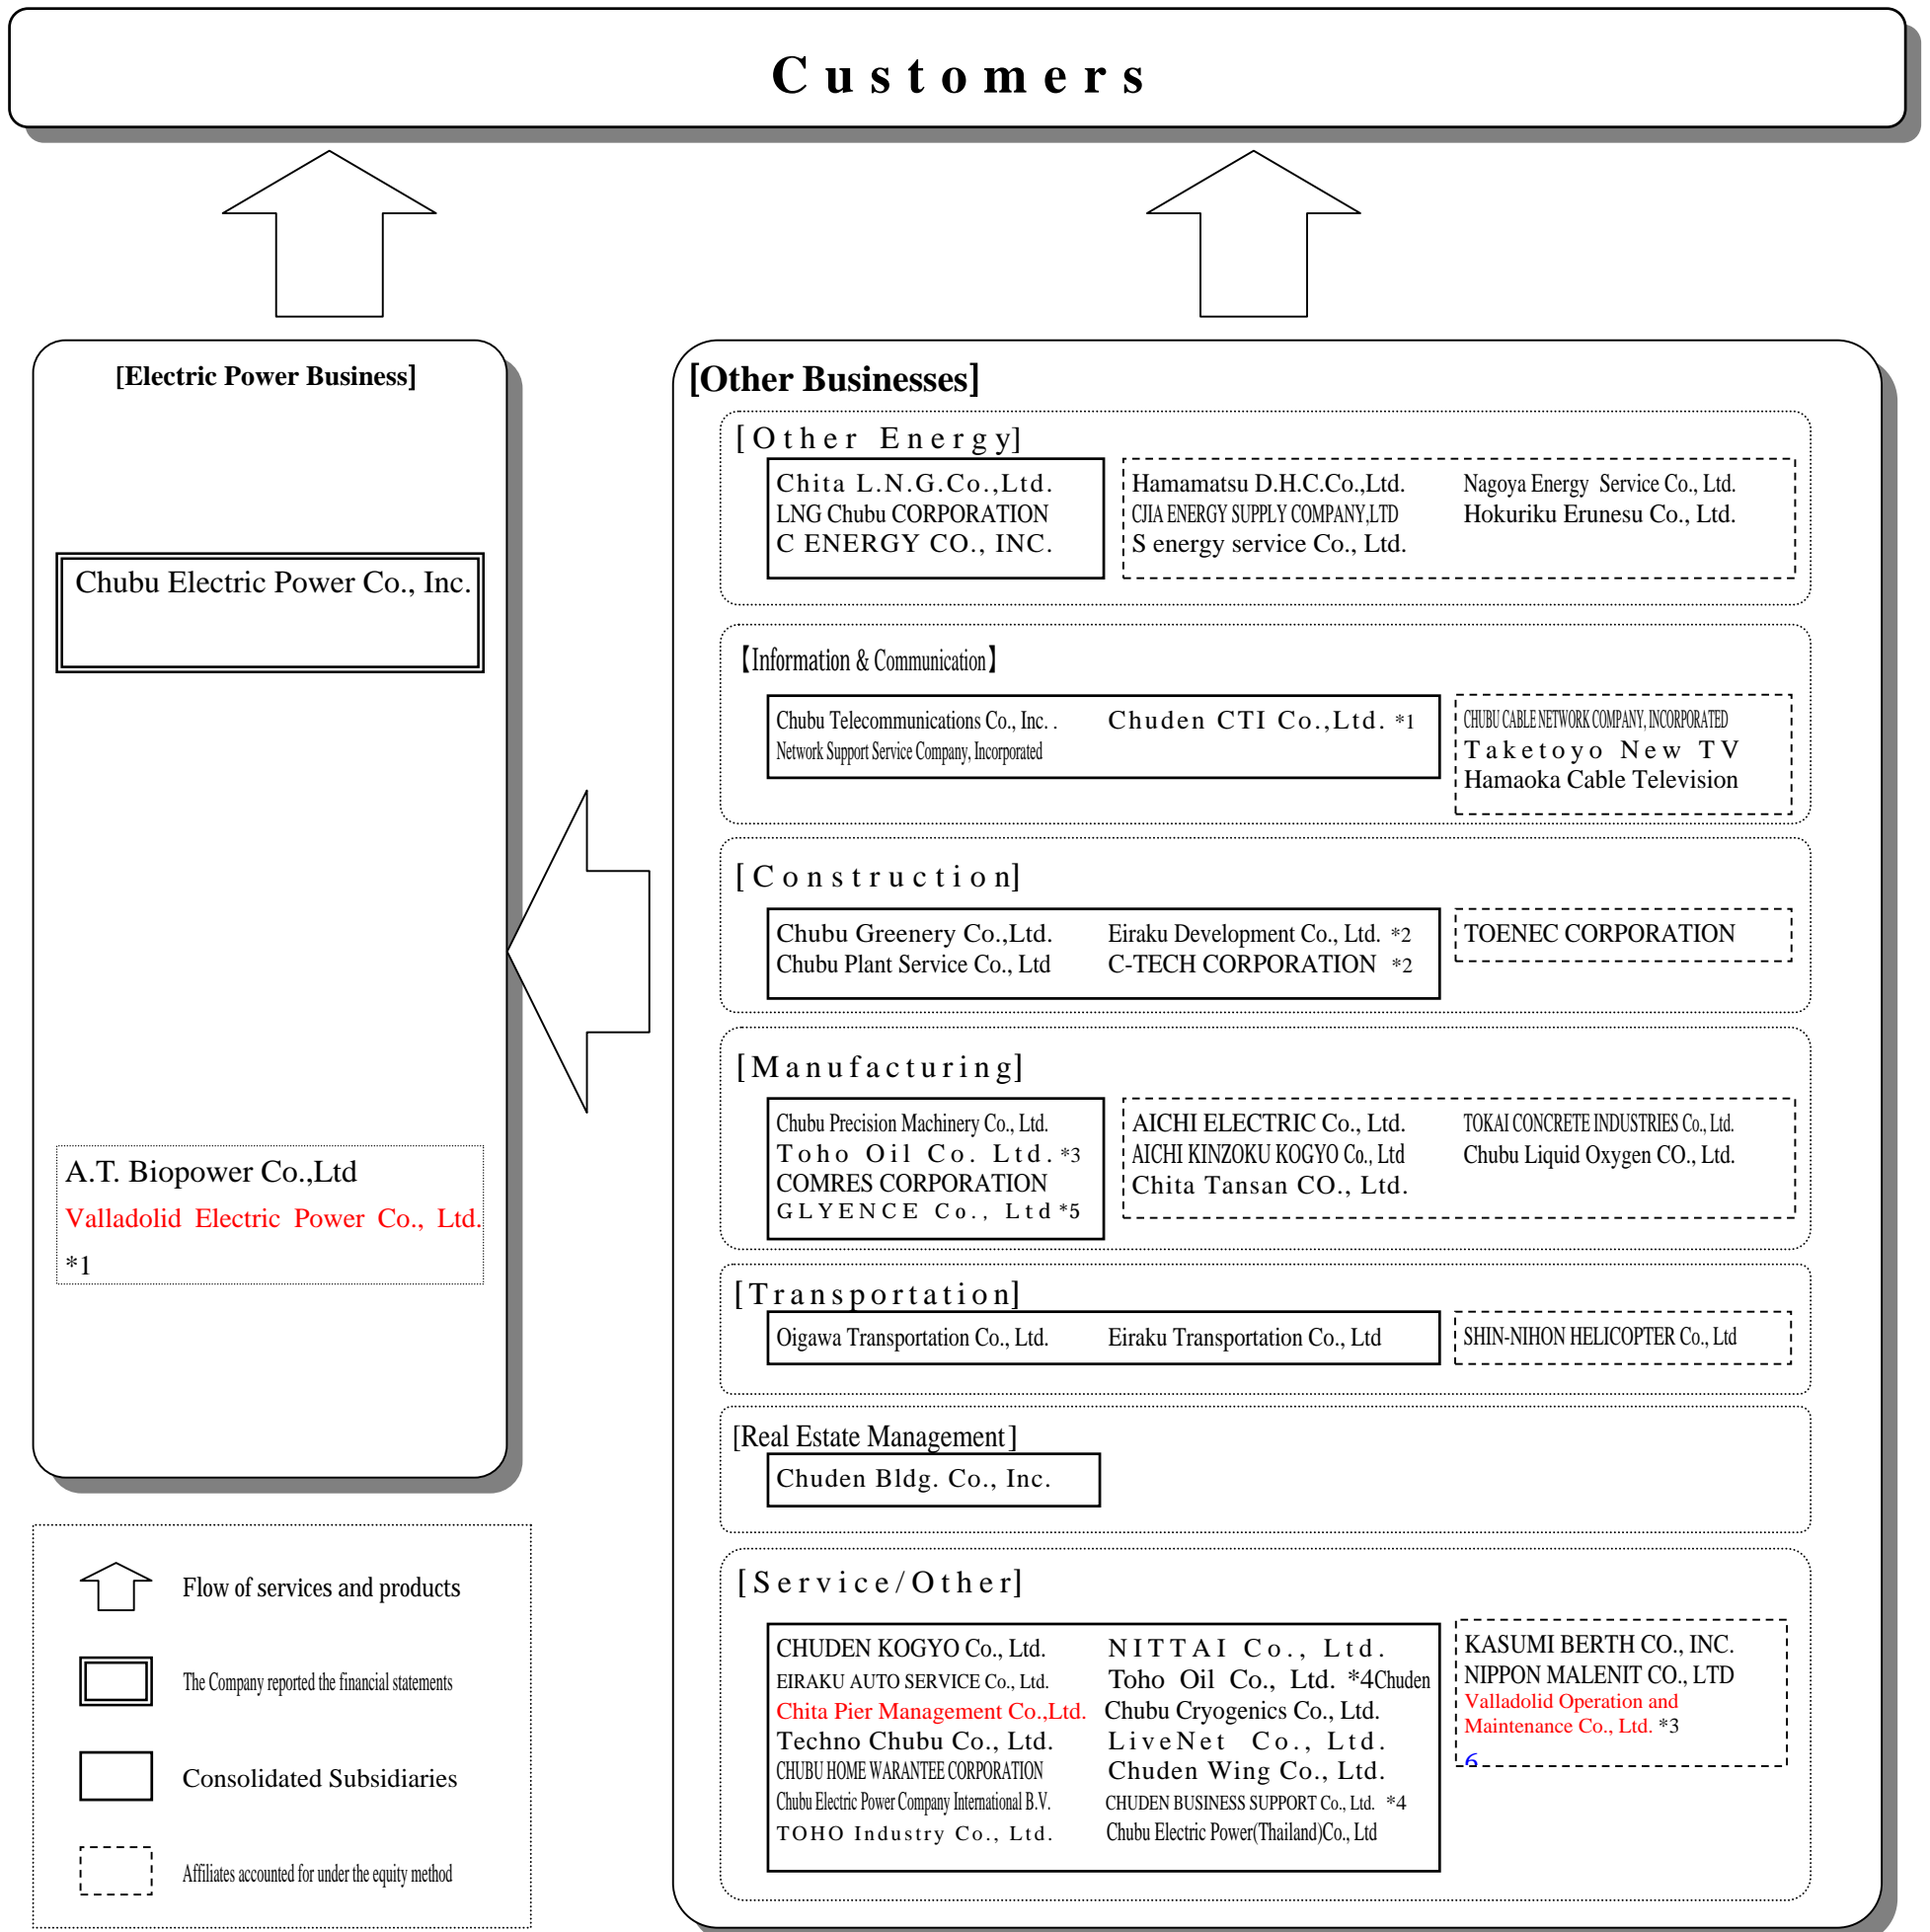 Customers
[Electric Power Business]
Chubu Electric Power Co., Inc.
A.T. Biopower Co.,Ltd
Valladolid Electric Power Co., Ltd.
*1
Flow of services and products
The Company reported the financial statements
Consolidated Subsidiaries
Affiliates accounted for under the equity method
[Other Businesses]
[Other Energy]
Chita L.N.G.Co.,Ltd.
LNG Chubu CORPORATION
C ENERGY CO., INC.
Hamamatsu D.H.C.Co.,Ltd.
CJIA ENERGY SUPPLY COMPANY,LTD
S energy service Co., Ltd.
Nagoya Energy Service Co., Ltd.
Hokuriku Erunesu Co., Ltd.
【Information & Communication】
Chubu Telecommunications Co., Inc. .
Network Support Service Company, Incorporated
Chuden CTI Co.,Ltd. *1
CHUBU CABLE NETWORK COMPANY, INCORPORATED
Taketoyo New TV
Hamaoka Cable Television
[Construction]
Chubu Greenery Co.,Ltd.
Chubu Plant Service Co., Ltd
Eiraku Development Co., Ltd. *2
C-TECH CORPORATION *2
TOENEC CORPORATION
[Manufacturing]
Chubu Precision Machinery Co., Ltd.
Toho Oil Co. Ltd. *3
COMRES CORPORATION
GLYENCE Co., Ltd *5
AICHI ELECTRIC Co., Ltd.
AICHI KINZOKU KOGYO Co., Ltd
Chita Tansan CO., Ltd.
TOKAI CONCRETE INDUSTRIES Co., Ltd.
Chubu Liquid Oxygen CO., Ltd.
[Transportation]
Oigawa Transportation Co., Ltd.
Eiraku Transportation Co., Ltd
SHIN-NIHON HELICOPTER Co., Ltd
[Real Estate Management]
Chuden Bldg. Co., Inc.
[Service/Other]
CHUDEN KOGYO Co., Ltd.
EIRAKU AUTO SERVICE Co., Ltd.
Chita Pier Management Co.,Ltd.
Techno Chubu Co., Ltd.
CHUBU HOME WARANTEE CORPORATION
Chubu Electric Power Company International B.V.
TOHO Industry Co., Ltd.
NITTAI Co., Ltd.
Toho Oil Co., Ltd. *4Chuden
Chubu Cryogenics Co., Ltd.
LiveNet Co., Ltd.
Chuden Wing Co., Ltd.
CHUDEN BUSINESS SUPPORT Co., Ltd. *4
Chubu Electric Power(Thailand)Co., Ltd
KASUMI BERTH CO., INC.
NIPPON MALENIT CO., LTD
Valladolid Operation and
Maintenance Co., Ltd. *3
6